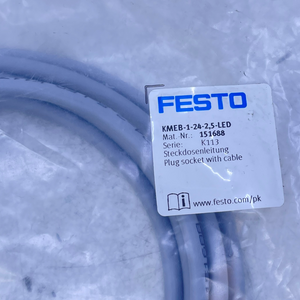 FESTO
KMEB-1-24-2,5-LED
Mat.-Nr.: 151688
Serie: K113
Steckdosenleitung
Plug socket with cable
www.festo.com/pk